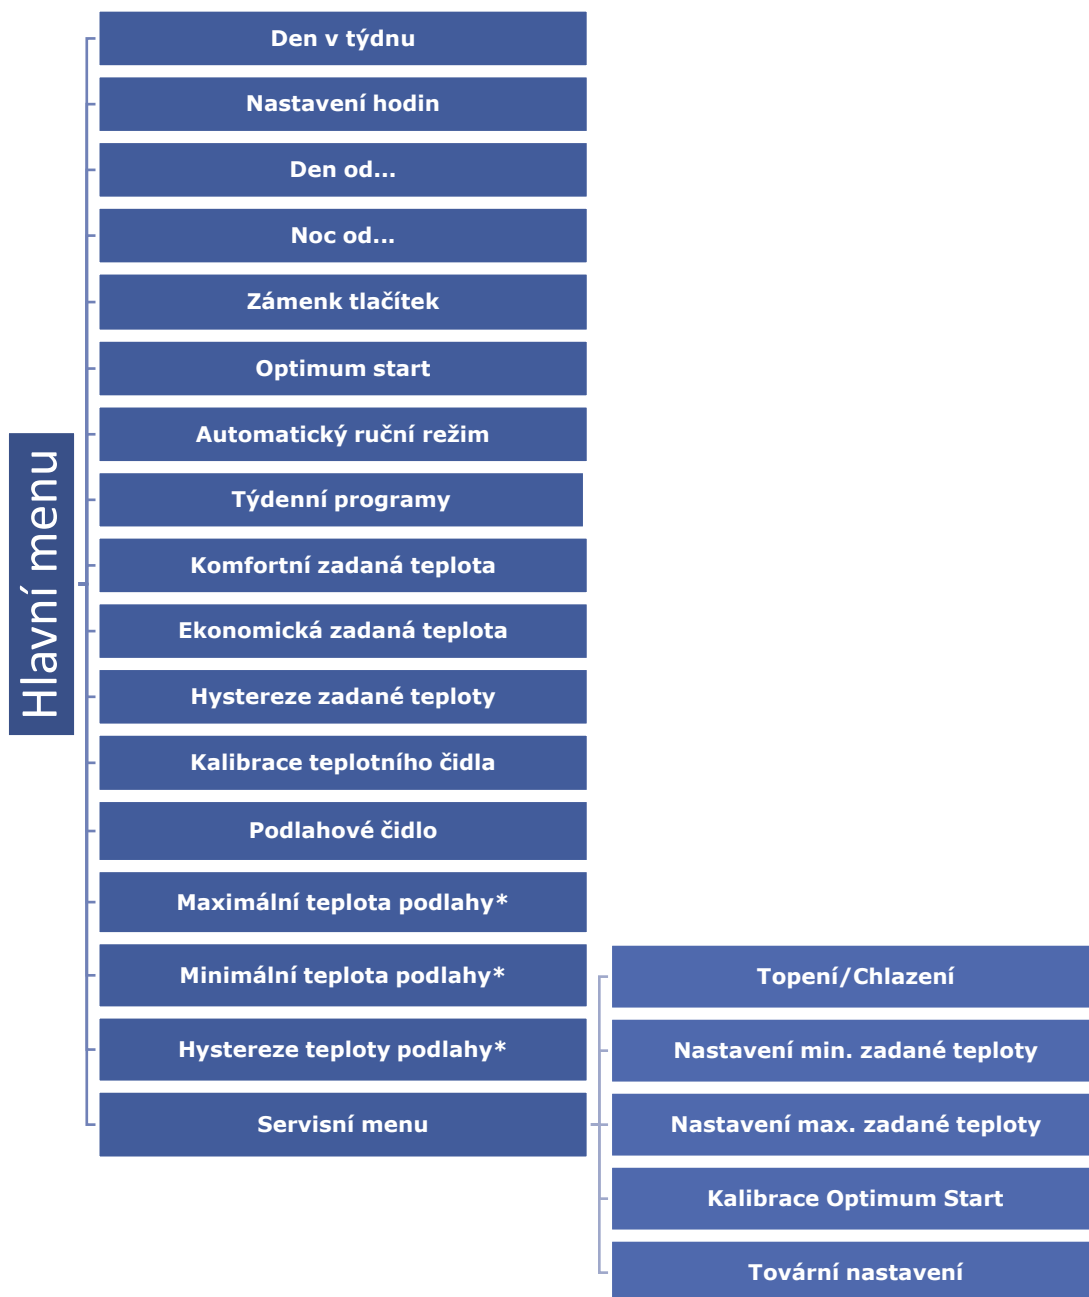 Hlavní menu
Den v týdnu
Nastavení hodin
Den od...
Noc od...
Zámenk tlačítek
Optimum start
Automatický ruční režim
Týdenní programy
Komfortní zadaná teplota
Ekonomická zadaná teplota
Hystereze zadané teploty
Kalibrace teplotního čidla
Podlahové čidlo
Maximální teplota podlahy*
Minimální teplota podlahy*
Hystereze teploty podlahy*
Servisní menu
Topení/Chlazení
Nastavení min. zadané teploty
Nastavení max. zadané teploty
Kalibrace Optimum Start
Tovární nastavení